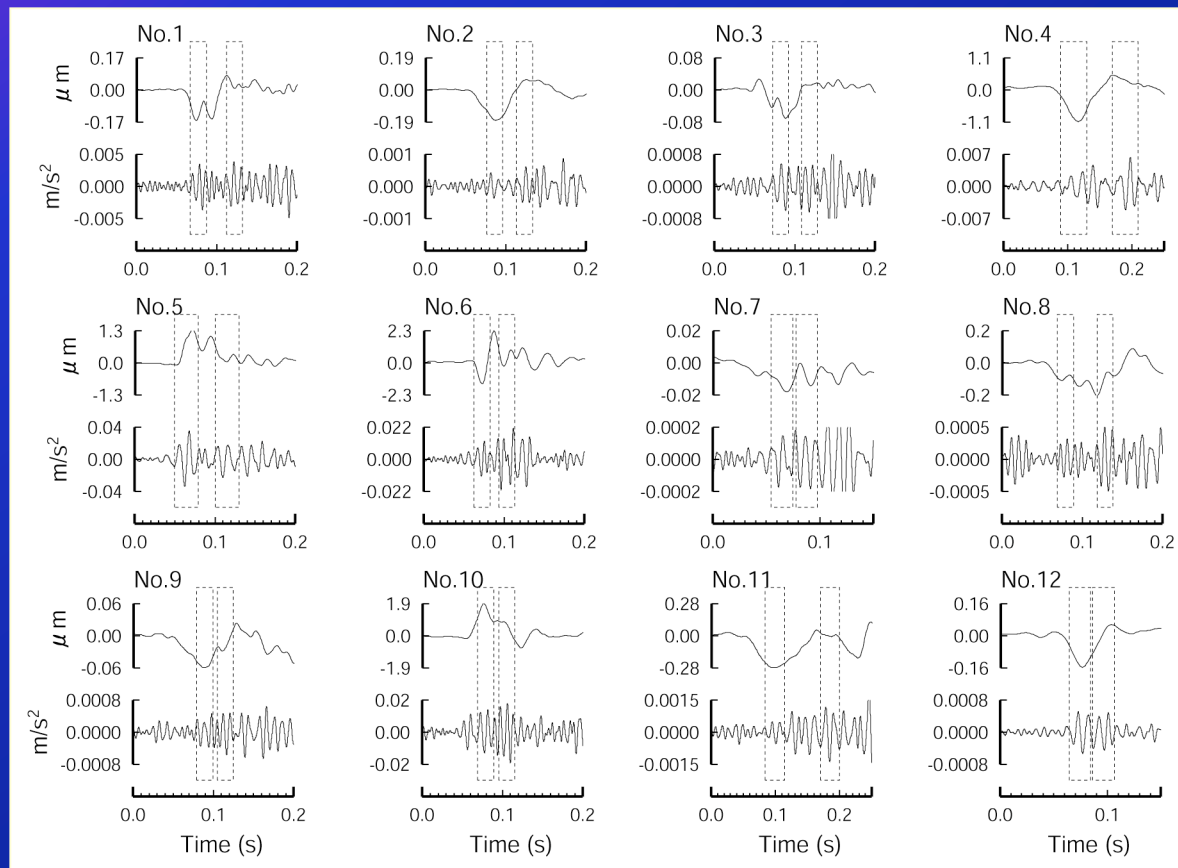 No.1 No.2 No.3 No.4
μm 0.17 0.19 0.08 1.1
0.00 0.00 0.00 0.0
-0.17 -0.19 -0.08 -1.1
m/s² 0.005 0.001 0.0008 0.007
0.000 0.000 0.0000 0.000
-0.005 -0.001 -0.0008 -0.007
0.0 0.1 0.2 0.0 0.1 0.2 0.0 0.1 0.2 0.0 0.1 0.2
No.5 No.6 No.7 No.8
μm 1.3 2.3 0.02 0.2
0.0 0.0 0.00 0.0
-1.3 -2.3 -0.02 -0.2
m/s² 0.04 0.022 0.0002 0.0005
0.00 0.000 0.0000 0.0000
-0.04 -0.022 -0.0002 -0.0005
0.0 0.1 0.2 0.0 0.1 0.2 0.0 0.1 0.0 0.1 0.2
No.9 No.10 No.11 No.12
μm 0.06 1.9 0.28 0.16
0.00 0.0 0.00 0.00
-0.06 -1.9 -0.28 -0.16
m/s² 0.0008 0.02 0.0015 0.0008
0.0000 0.00 0.0000 0.0000
-0.0008 -0.02 -0.0015 -0.0008
0.0 0.1 0.2 0.0 0.1 0.2 0.0 0.1 0.2 0.0 0.1
Time (s) Time (s) Time (s) Time (s)